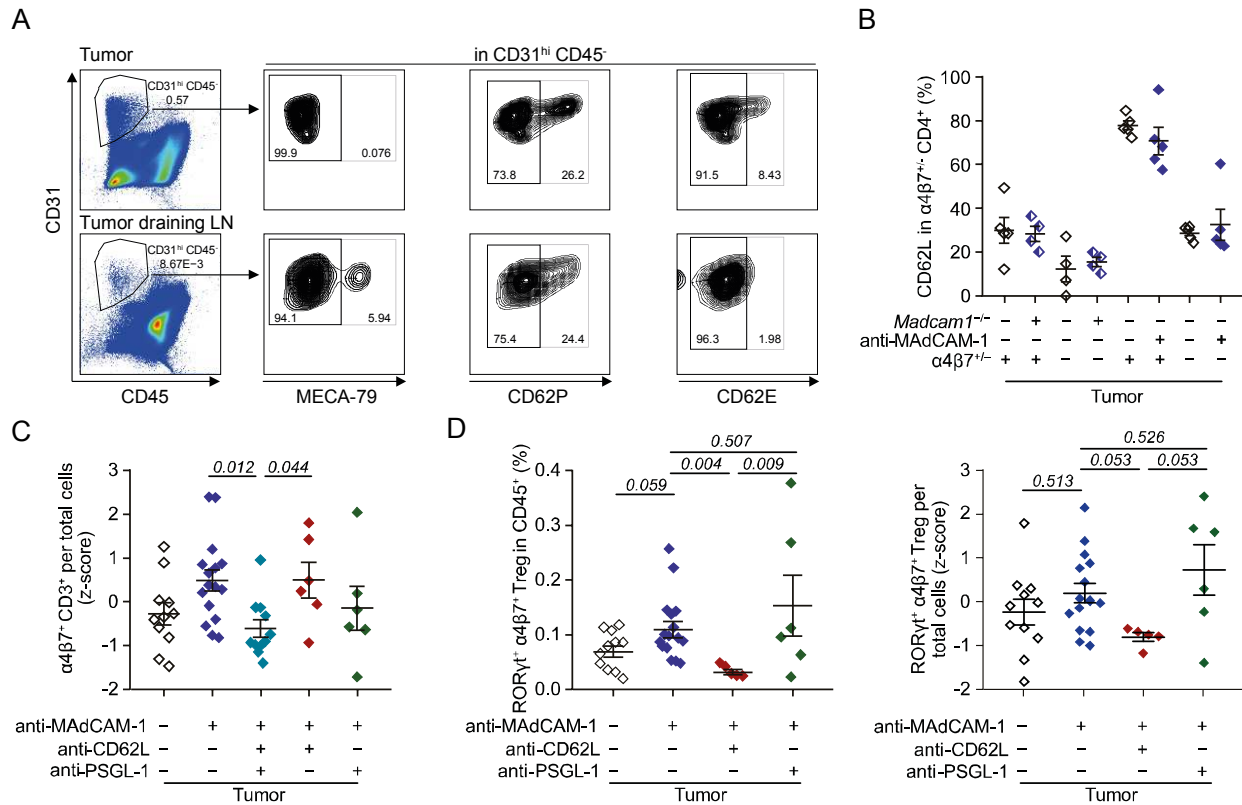 A
Tumor
in CD31hi CD45-
CD31hi CD45-
0.57
99.9 0.076
73.8 26.2
91.5 8.43
CD31
Tumor draining LN
CD31hi CD45-
8.67E−3
94.1 5.94
75.4 24.4
96.3 1.98
CD45 MECA-79 CD62P CD62E
B
CD62L in α4β7+/- CD4+ (%)
100
80
60
40
20
0
Madcam1−/− − + − + − − − −
anti-MAdCAM-1 − − − − − + − +
α4β7+/− + + − − + + − −
Tumor
C
α4β7+ CD3+ per total cells
(z-score)
0.012 0.044
3
2
1
0
-1
-2
anti-MAdCAM-1 − + + + +
anti-CD62L − − + + −
anti-PSGL-1 − − + − +
Tumor
D
RORγt+ α4β7+ Treg in CD45+ (%)
0.507
0.004 0.009
0.059
0.4
0.3
0.2
0.1
0.0
anti-MAdCAM-1 − + + +
anti-CD62L − − + −
anti-PSGL-1 − − − +
Tumor
RORγt+ α4β7+ Treg per
total cells (z-score)
0.526
0.053 0.053
0.513
3
2
1
0
-1
-2
anti-MAdCAM-1 − + + +
anti-CD62L − − + −
anti-PSGL-1 − − − +
Tumor